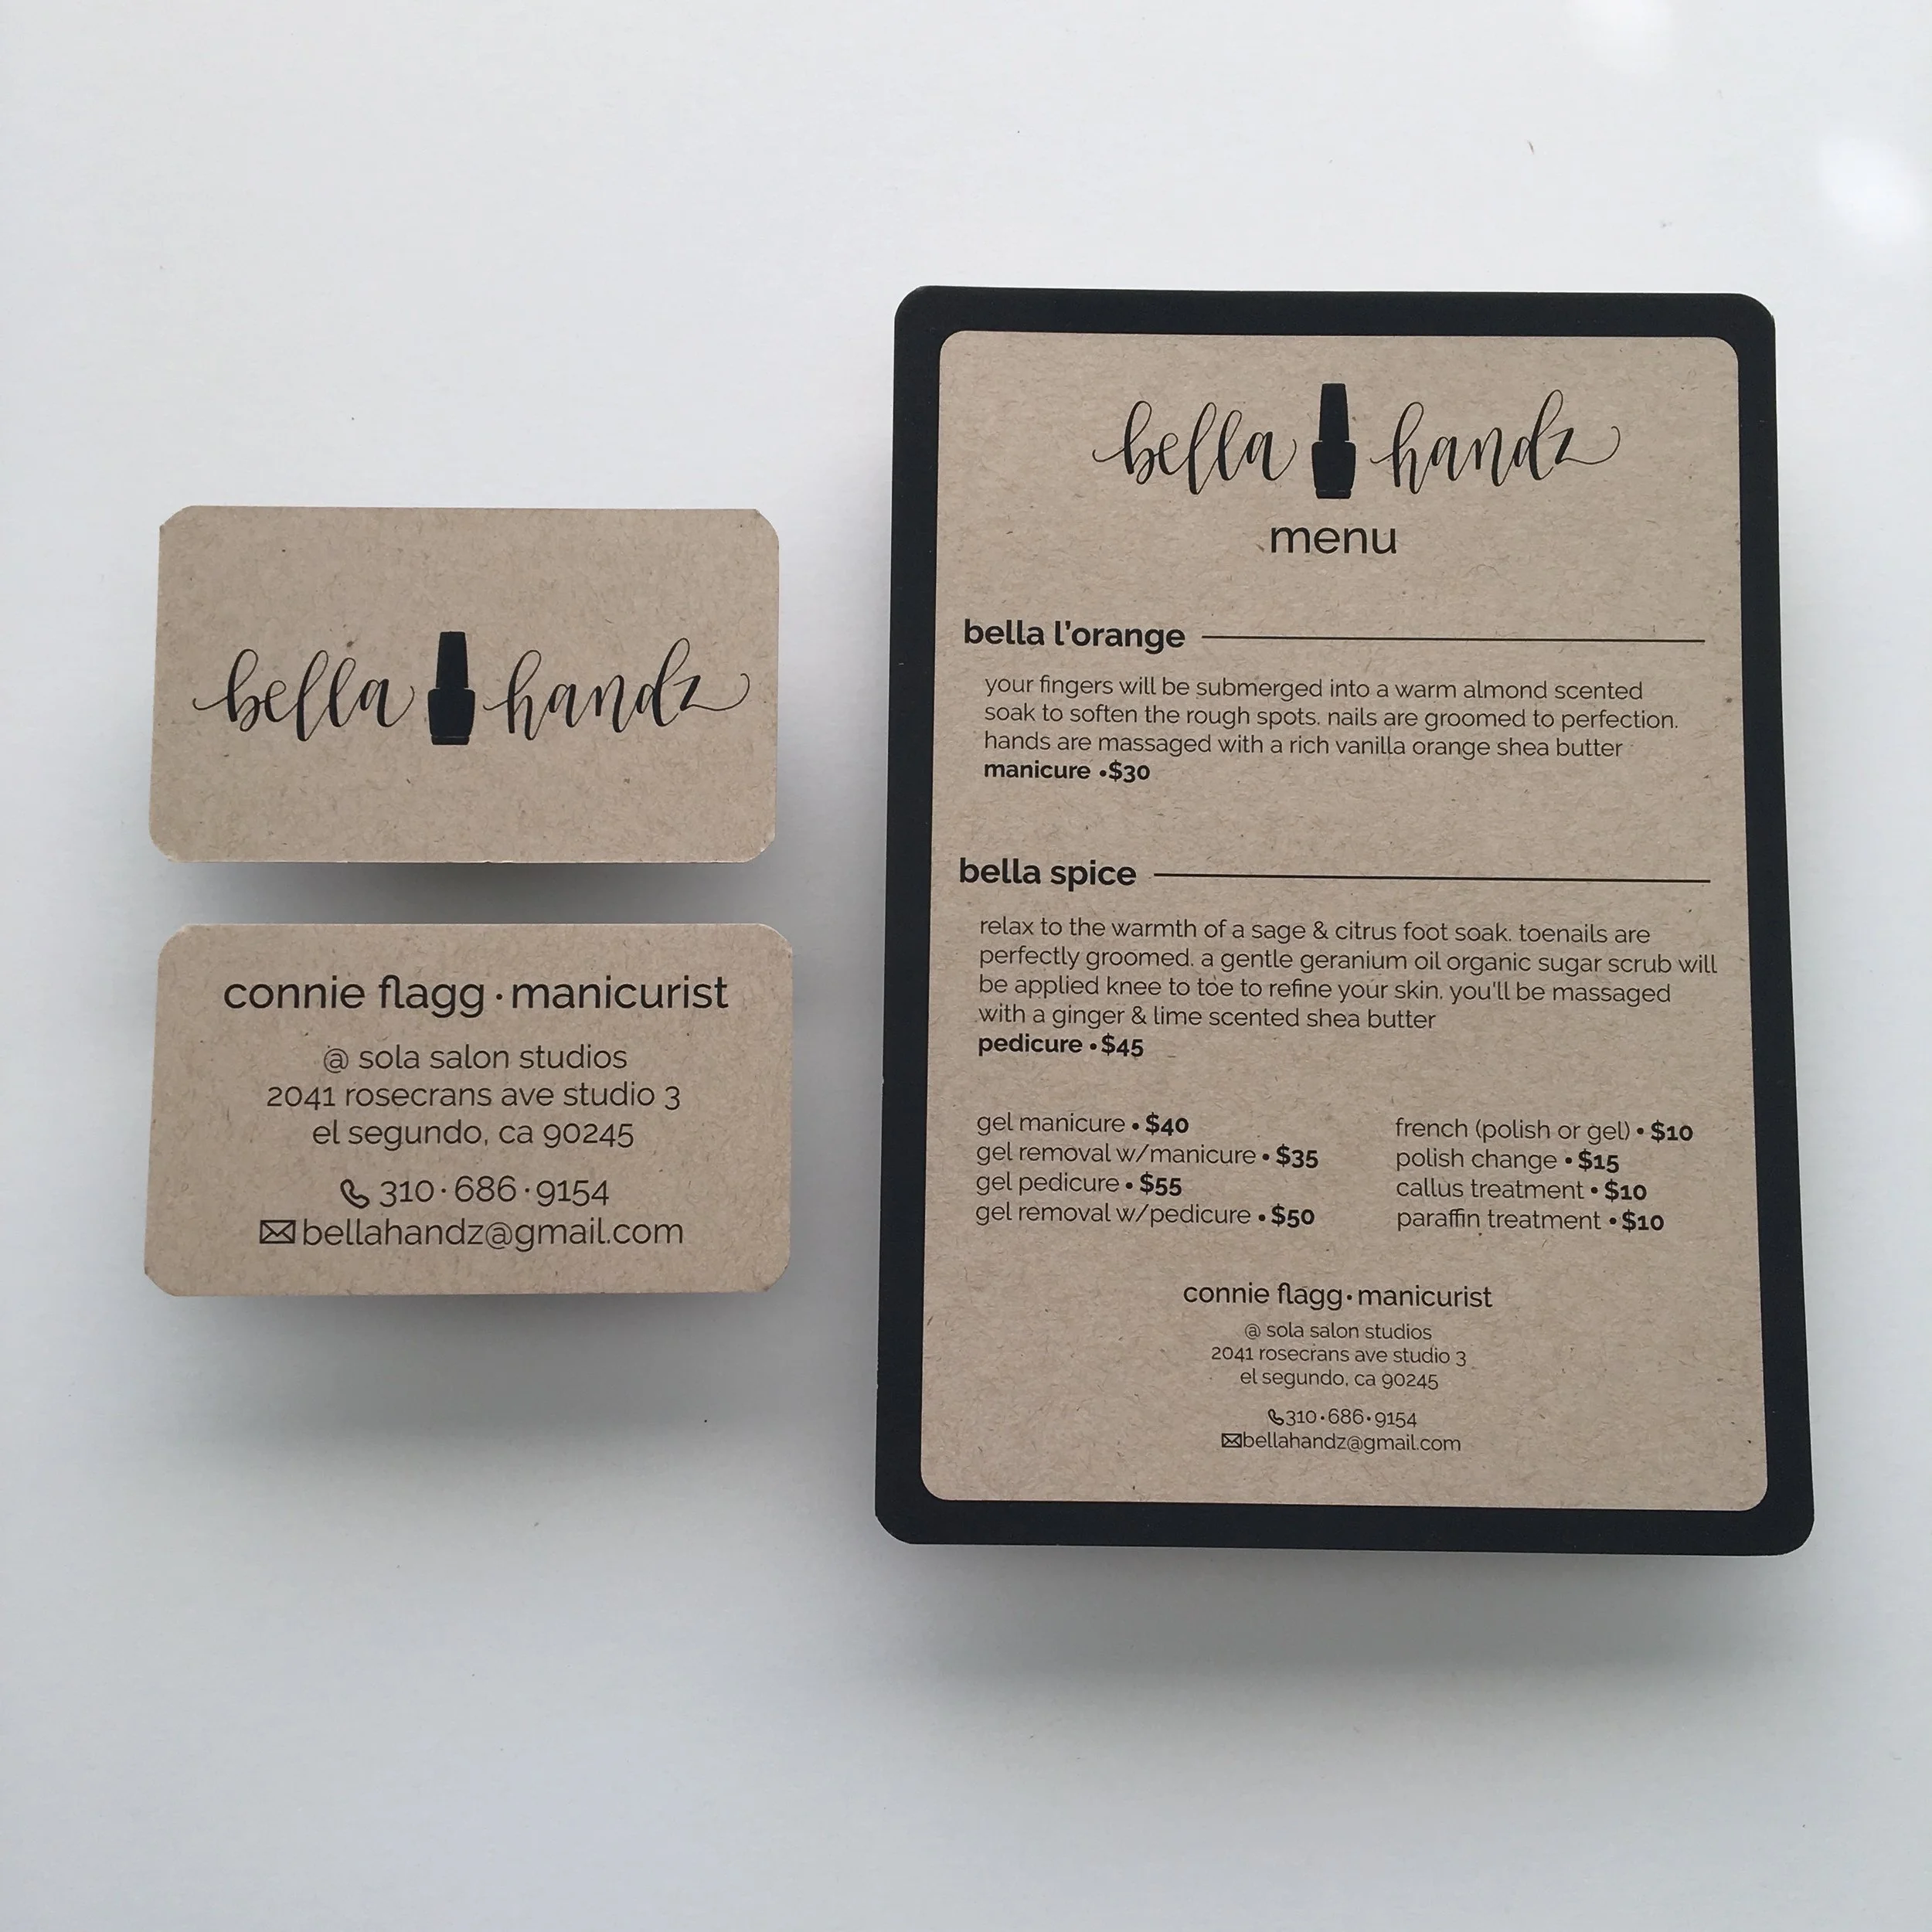 bella handz
connie flagg · manicurist
@ sola salon studios
2041 rosecrans ave studio 3
el segundo, ca 90245
310 · 686 · 9154
bellahandz@gmail.com
bella handz
menu
bella l'orange
your fingers will be submerged into a warm almond scented
soak to soften the rough spots. nails are groomed to perfection.
hands are massaged with a rich vanilla orange shea butter
manicure •$30
bella spice
relax to the warmth of a sage & citrus foot soak. toenails are
perfectly groomed. a gentle geranium oil organic sugar scrub will
be applied knee to toe to refine your skin. you'll be massaged
with a ginger & lime scented shea butter
pedicure •$45
gel manicure • $40
gel removal w/manicure • $35
gel pedicure • $55
gel removal w/pedicure • $50
french (polish or gel) • $10
polish change • $15
callus treatment • $10
paraffin treatment • $10
connie flagg · manicurist
@ sola salon studios
2041 rosecrans ave studio 3
el segundo, ca 90245
310 · 686 · 9154
bellahandz@gmail.com